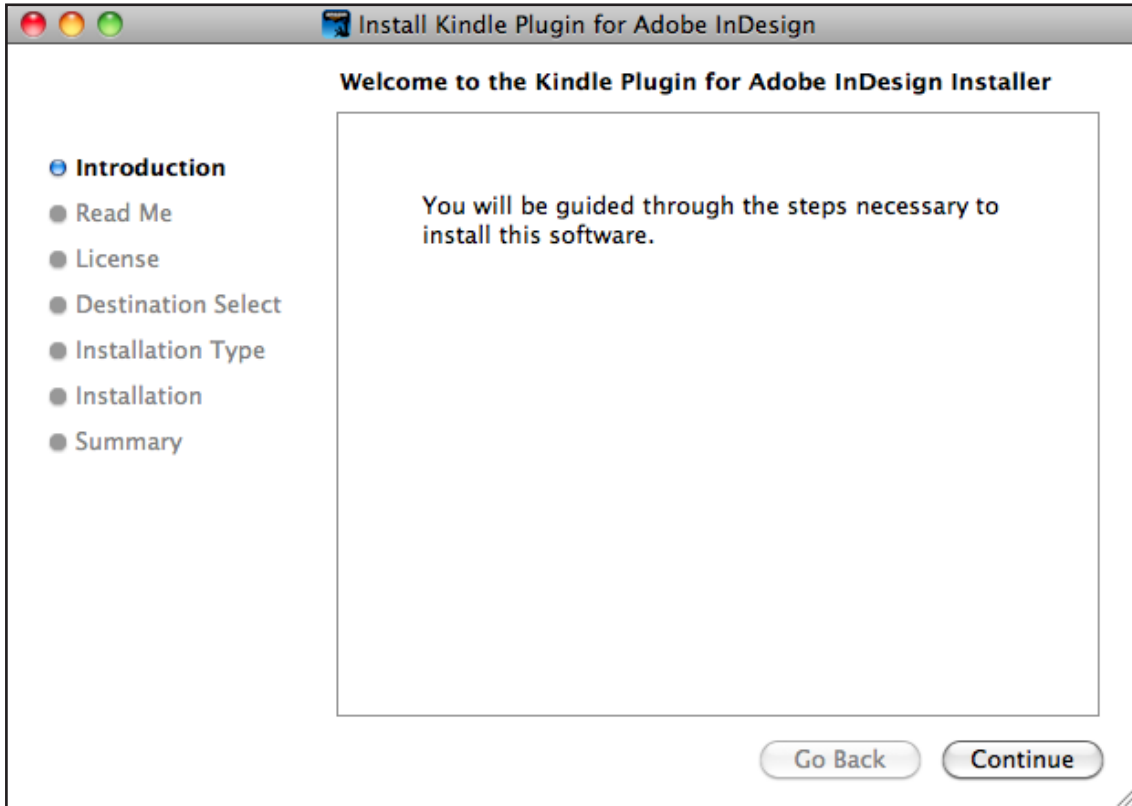 Install Kindle Plugin for Adobe InDesign
Welcome to the Kindle Plugin for Adobe InDesign Installer
Introduction
Read Me
License
Destination Select
Installation Type
Installation
Summary
You will be guided through the steps necessary to
install this software.
Go Back
Continue